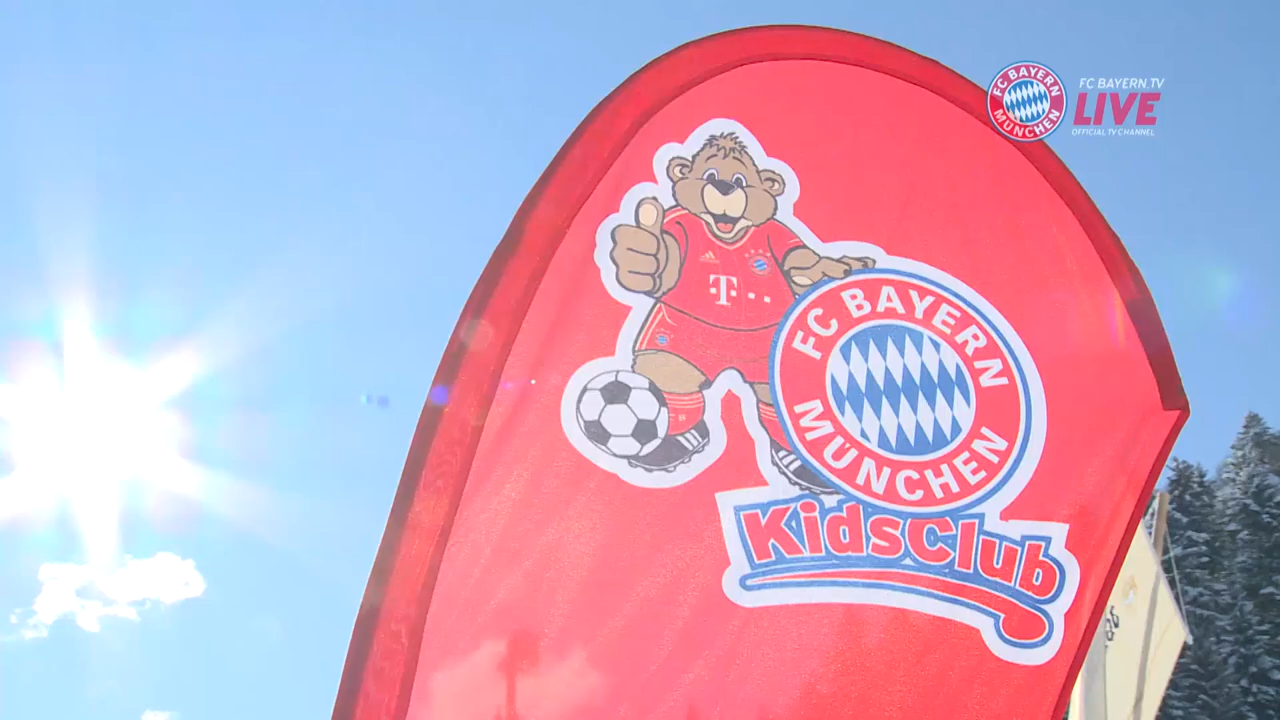 FC BAYERN.TV
LIVE
OFFICIAL TV CHANNEL
FC BAYERN
MÜNCHEN
T
FC BAYERN
MÜNCHEN
KidsClub